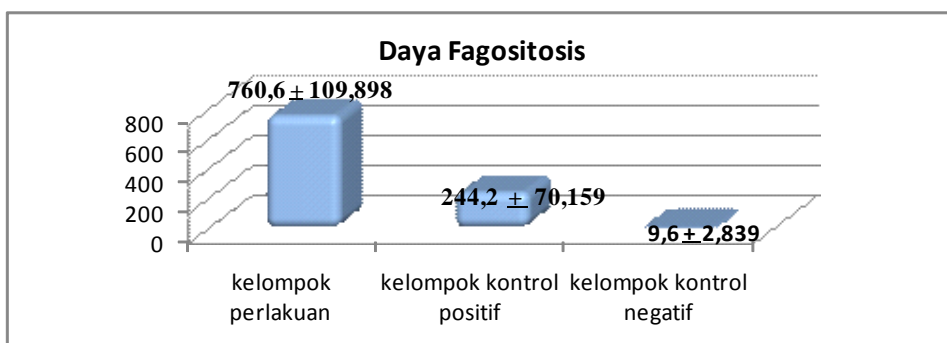 Daya Fagositosis
760,6 ± 109,898
800
600
400
200
0
244,2 ± 70,159
9,6 ± 2,839
kelompok perlakuan
kelompok kontrol positif
kelompok kontrol negatif